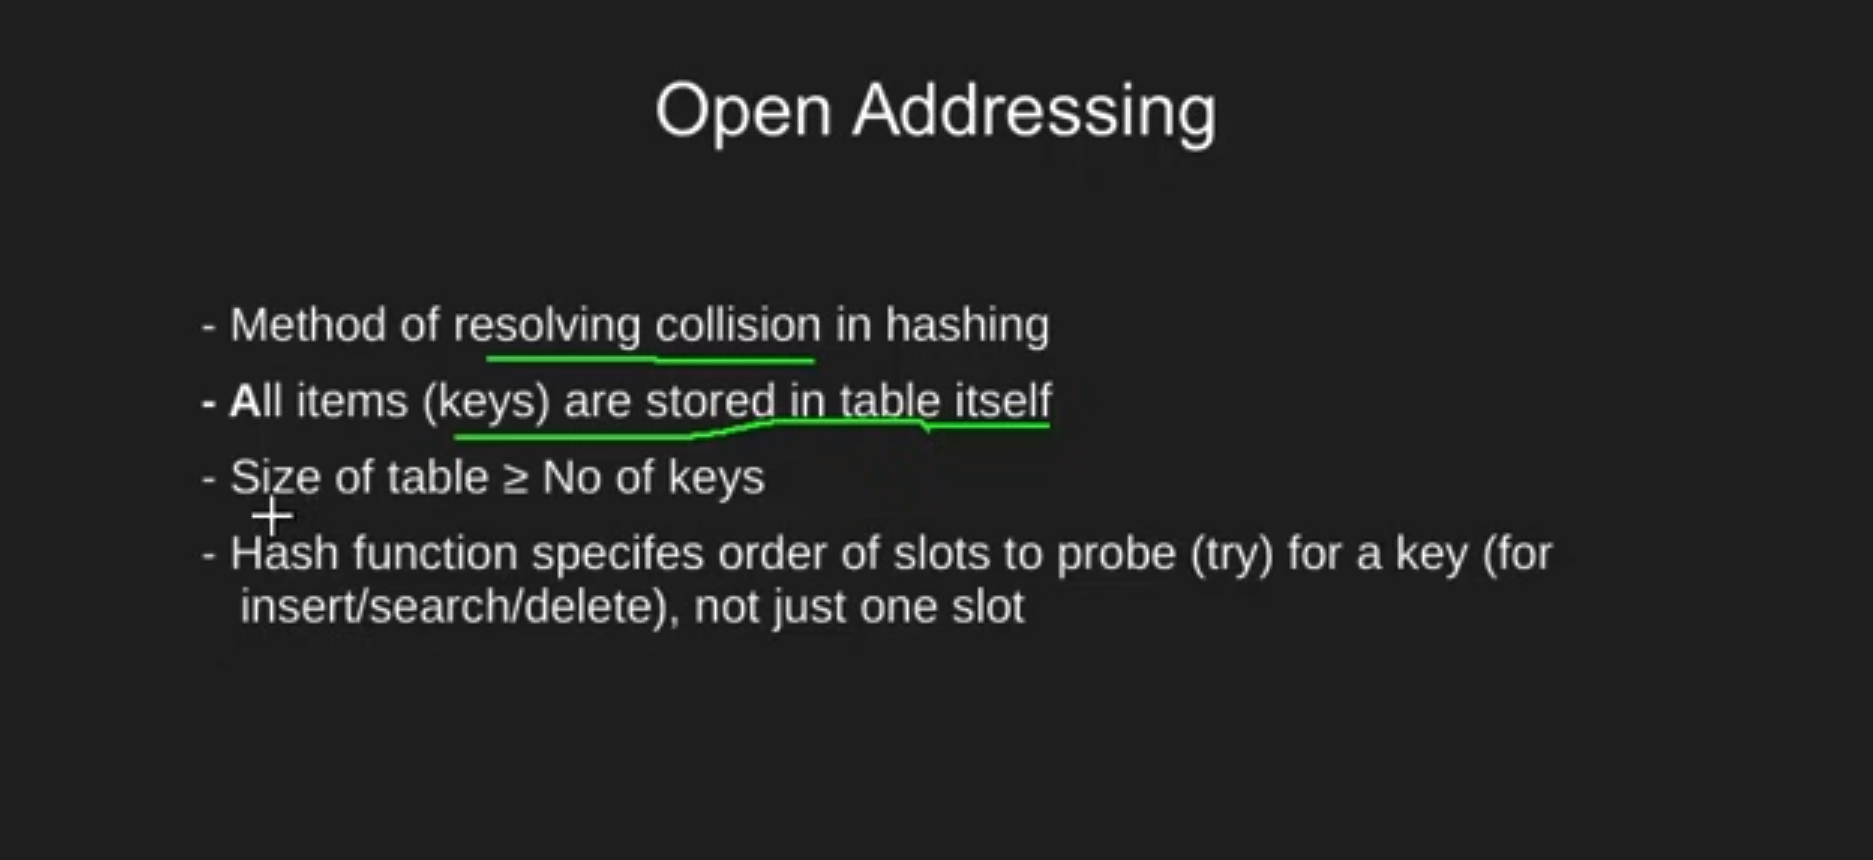 Open Addressing
- Method of resolving collision in hashing
- All items (keys) are stored in table itself
- Size of table ≥ No of keys
- Hash function specifes order of slots to probe (try) for a key (for
insert/search/delete), not just one slot